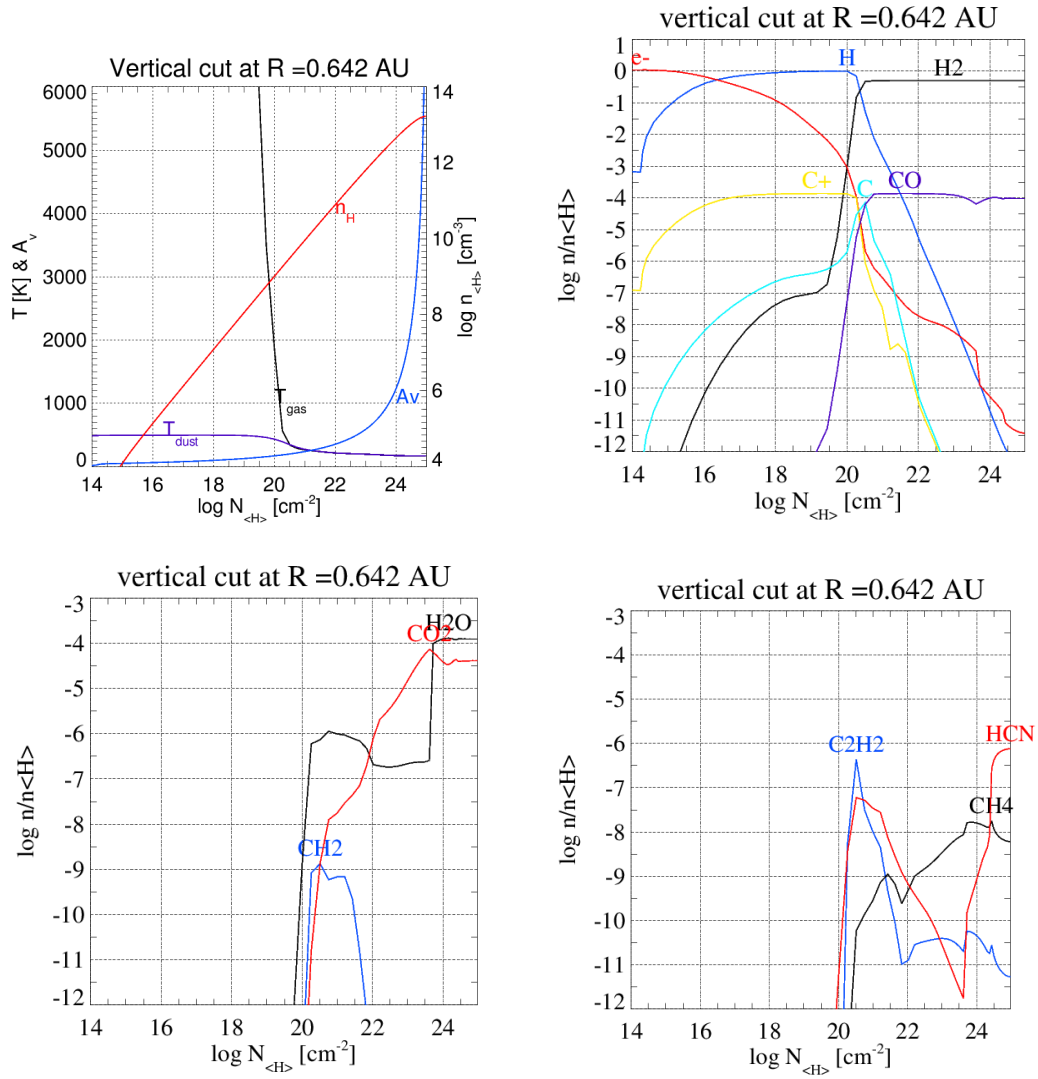 Vertical cut at R =0.642 AU
6000
5000
4000
3000
2000
1000
0
T [K] & A_v
14
12
10
8
6
4
log n_<H> [cm^-3]
n_H
T_gas
T_dust
Av
14 16 18 20 22 24
log N_<H> [cm^-2]
vertical cut at R =0.642 AU
1
0
-1
-2
-3
-4
-5
-6
-7
-8
-9
-10
-11
-12
log n/n<H>
e-
H
H2
C+
C
CO
14 16 18 20 22 24
log N_<H> [cm^-2]
vertical cut at R =0.642 AU
-3
-4
-5
-6
-7
-8
-9
-10
-11
-12
log n/n<H>
H2O
CO2
CH2
14 16 18 20 22 24
log N_<H> [cm^-2]
vertical cut at R =0.642 AU
-3
-4
-5
-6
-7
-8
-9
-10
-11
-12
log n/n<H>
C2H2
HCN
CH4
14 16 18 20 22 24
log N_<H> [cm^-2]